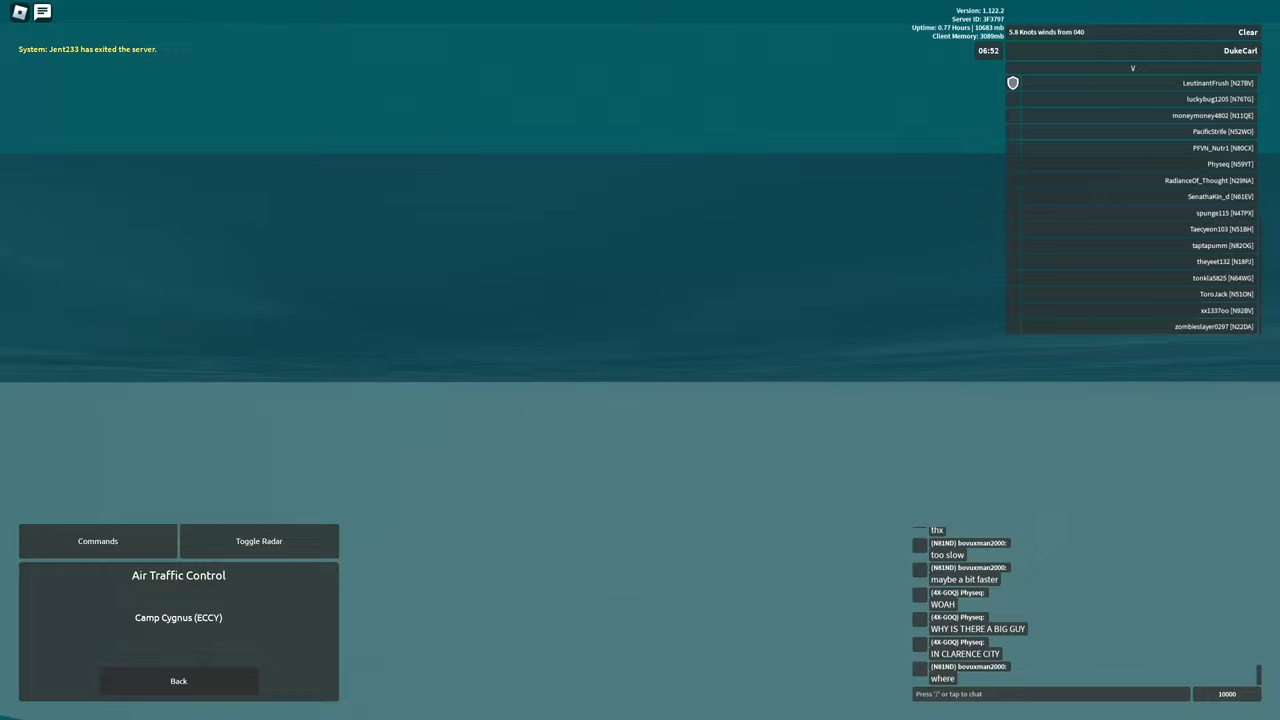 Version: 1.122.2
Server ID: 3F3797
Uptime: 0.77 Hours | 10683 mb
Client Memory: 3089mb
5.8 Knots winds from 040
Clear
System: Jent233 has exited the server.
06:52
DukeCarl
V
LeutinantFrush [N27BV]
luckybug1205 [N76TG]
moneymoney4802 [N11QE]
PacificStrife [N52WO]
PFVN_Nutr1 [N80CX]
Physeq [N59YT]
RadianceOf_Thought [N29NA]
SenathaKin_d [N61EV]
spunge115 [N47PX]
Taecyeon103 [N51BH]
taptapumm [N82OG]
theyeet132 [N18PJ]
tonkla5825 [N64WG]
ToroJack [N51ON]
xx1337oo [N92BV]
zombieslayer0297 [N22DA]
Commands
Toggle Radar
Air Traffic Control
Camp Cygnus (ECCY)
Back
thx
(N81ND) bovuxman2000:
too slow
(N81ND) bovuxman2000:
maybe a bit faster
(4X-GOQ) Physeq:
WOAH
(4X-GOQ) Physeq:
WHY IS THERE A BIG GUY
(4X-GOQ) Physeq:
IN CLARENCE CITY
(N81ND) bovuxman2000:
where
Press '/' or tap to chat
10000